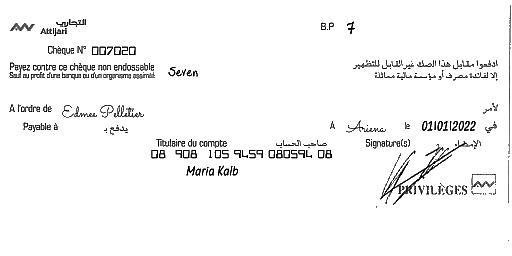 التجاري
Attijari
B.P 7
Chèque N° 007020
Payez contre ce chèque non endossable
Sauf au profit d'une banque ou d'un organisme assimilé
Seven
ادفعوا مقابل هذا الصك غير القابل للتظهير
إلا لفائدة مصرف أو مؤسسة مالية مماثلة
A l'ordre de Edmee Pelletier
لأمر
Payable à يدفع بـ
A Ariena le 01/01/2022 في
Titulaire du compte صاحب الحساب
Signature(s) الإمضاء
08 908 105 9459 080594 08
Maria Kalb
PRIVILÈGES